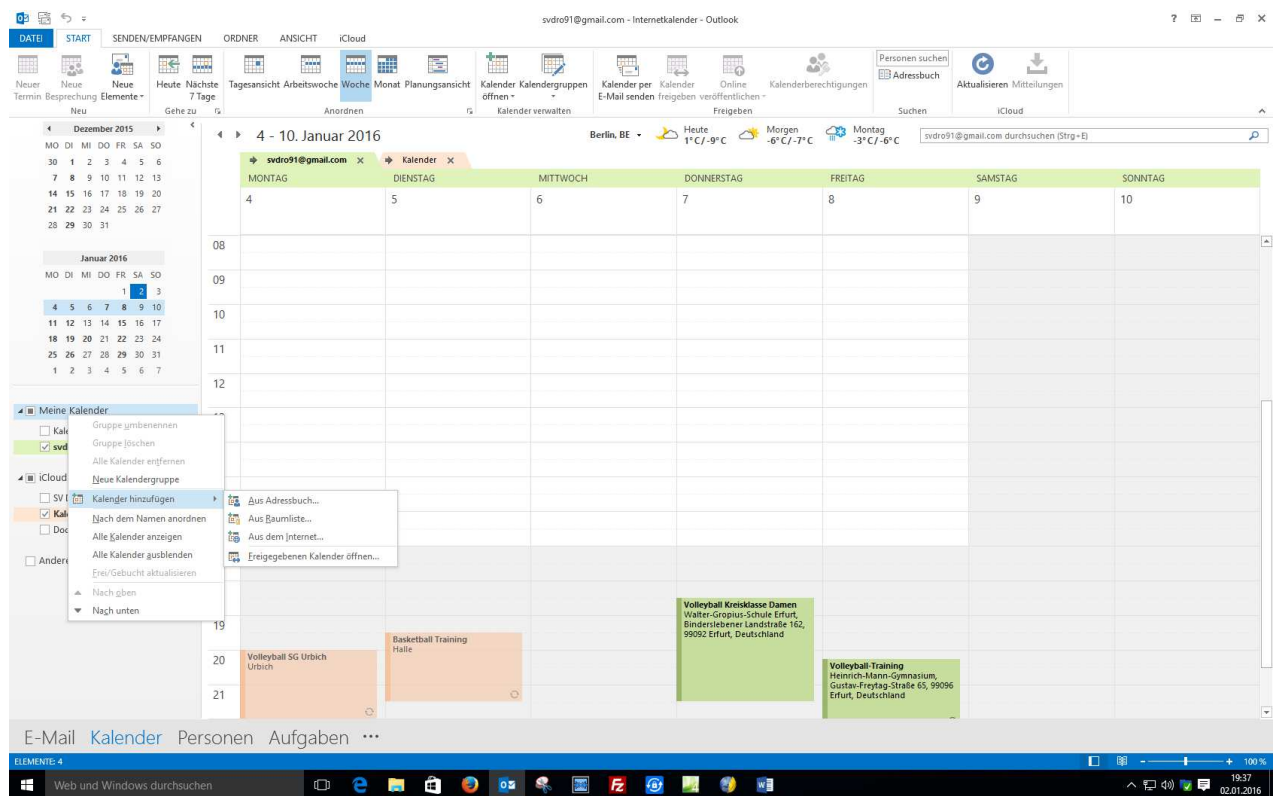 svdro91@gmail.com - Internetkalender - Outlook
DATEI START SENDEN/EMPFANGEN ORDNER ANSICHT iCloud
Neuer Termin
Neue Besprechung
Neue Elemente
Neu
Heute
Nächste 7 Tage
Gehe zu
Tagesansicht Arbeitswoche Woche Monat Planungsansicht
Anordnen
Kalender öffnen
Kalendergruppen
Kalender verwalten
Kalender per E-Mail senden
Kalender freigeben
Online veröffentlichen
Kalenderberechtigungen
Freigeben
Personen suchen
Adressbuch
Suchen
Aktualisieren Mitteilungen
iCloud
Dezember 2015
MO DI MI DO FR SA SO
30 1 2 3 4 5 6
7 8 9 10 11 12 13
14 15 16 17 18 19 20
21 22 23 24 25 26 27
28 29 30 31
Januar 2016
MO DI MI DO FR SA SO
1 2 3
4 5 6 7 8 9 10
11 12 13 14 15 16 17
18 19 20 21 22 23 24
25 26 27 28 29 30 31
1 2 3 4 5 6 7
4 - 10. Januar 2016
Berlin, BE
Heute
1°C/-9°C
Morgen
-6°C/-7°C
Montag
-3°C/-6°C
svdro91@gmail.com durchsuchen (Strg+E)
svdro91@gmail.com
Kalender
MONTAG DIENSTAG MITTWOCH DONNERSTAG FREITAG SAMSTAG SONNTAG
4 5 6 7 8 9 10
08
09
10
11
12
19
20
21
Meine Kalender
Kale
svd
iCloud
SV
Kal
Doc
Andere
Gruppe umbenennen
Gruppe löschen
Alle Kalender entfernen
Neue Kalendergruppe
Kalender hinzufügen
Nach dem Namen anordnen
Alle Kalender anzeigen
Alle Kalender ausblenden
Frei/Gebucht aktualisieren
Nach oben
Nach unten
Aus Adressbuch...
Aus Raumliste...
Aus dem Internet...
Freigegebenen Kalender öffnen...
Volleyball SG Urbich
Urbich
Basketball Training
Halle
Volleyball Kreisklasse Damen
Walter-Gropius-Schule Erfurt,
Binderslebener Landstraße 162,
99092 Erfurt, Deutschland
Volleyball-Training
Heinrich-Mann-Gymnasium,
Gustav-Freytag-Straße 65, 99096
Erfurt, Deutschland
E-Mail Kalender Personen Aufgaben
ELEMENTE: 4
100 %
Web und Windows durchsuchen
19:37
02.01.2016